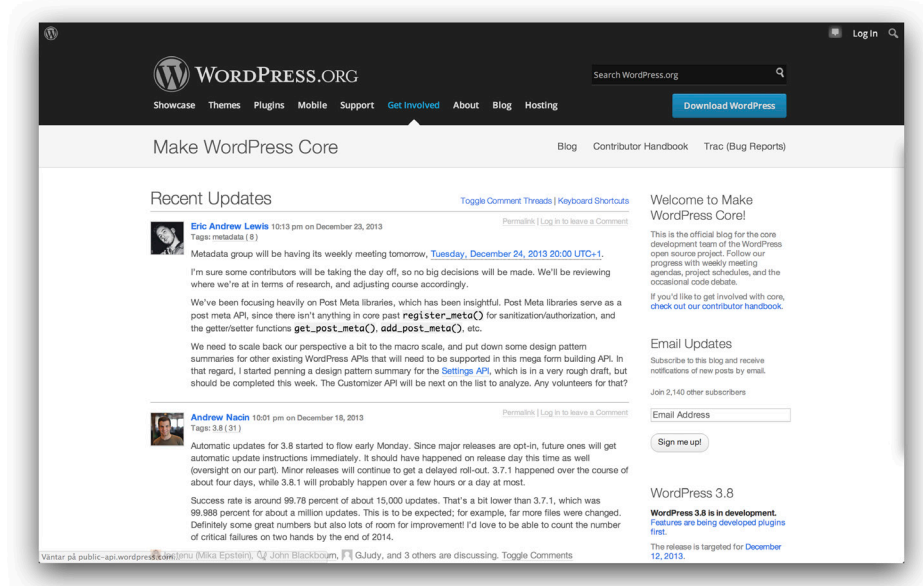 Log In
WORDPRESS.ORG
Search WordPress.org
Showcase Themes Plugins Mobile Support Get Involved About Blog Hosting
Download WordPress
Make WordPress Core
Blog Contributor Handbook Trac (Bug Reports)
Recent Updates
Toggle Comment Threads | Keyboard Shortcuts
Eric Andrew Lewis 10:13 pm on December 23, 2013
Permalink | Log in to leave a Comment
Tags: metadata ( 8 )
Metadata group will be having its weekly meeting tomorrow, Tuesday, December 24, 2013 20:00 UTC+1.
I'm sure some contributors will be taking the day off, so no big decisions will be made. We'll be reviewing
where we're at in terms of research, and adjusting course accordingly.
We've been focusing heavily on Post Meta libraries, which has been insightful. Post Meta libraries serve as a
post meta API, since there isn't anything in core past register_meta() for sanitization/authorization, and
the getter/setter functions get_post_meta(), add_post_meta(), etc.
We need to scale back our perspective a bit to the macro scale, and put down some design pattern
summaries for other existing WordPress APIs that will need to be supported in this mega form building API. In
that regard, I started penning a design pattern summary for the Settings API, which is in a very rough draft, but
should be completed this week. The Customizer API will be next on the list to analyze. Any volunteers for that?
Andrew Nacin 10:01 pm on December 18, 2013
Permalink | Log in to leave a Comment
Tags: 3.8 ( 31 )
Automatic updates for 3.8 started to flow early Monday. Since major releases are opt-in, future ones will get
automatic update instructions immediately. It should have happened on release day this time as well
(oversight on our part). Minor releases will continue to get a delayed roll-out. 3.7.1 happened over the course of
about four days, while 3.8.1 will probably happen over a few hours or a day at most.
Success rate is around 99.78 percent of about 15,000 updates. That's a bit lower than 3.7.1, which was
99.988 percent for about a million updates. This is to be expected; for example, far more files were changed.
Definitely some great numbers but also lots of room for improvement! I'd love to be able to count the number
of critical failures on two hands by the end of 2014.
(Mika Epstein), John Blackbourn, GJudy, and 3 others are discussing. Toggle Comments
Väntar på public-api.wordpress.com...
Welcome to Make
WordPress Core!
This is the official blog for the core
development team of the WordPress
open source project. Follow our
progress with weekly meeting
agendas, project schedules, and the
occasional code debate.
If you'd like to get involved with core,
check out our contributor handbook.
Email Updates
Subscribe to this blog and receive
notifications of new posts by email.
Join 2,140 other subscribers
Email Address
Sign me up!
WordPress 3.8
WordPress 3.8 is in development.
Features are being developed plugins
first.
The release is targeted for December
12, 2013.